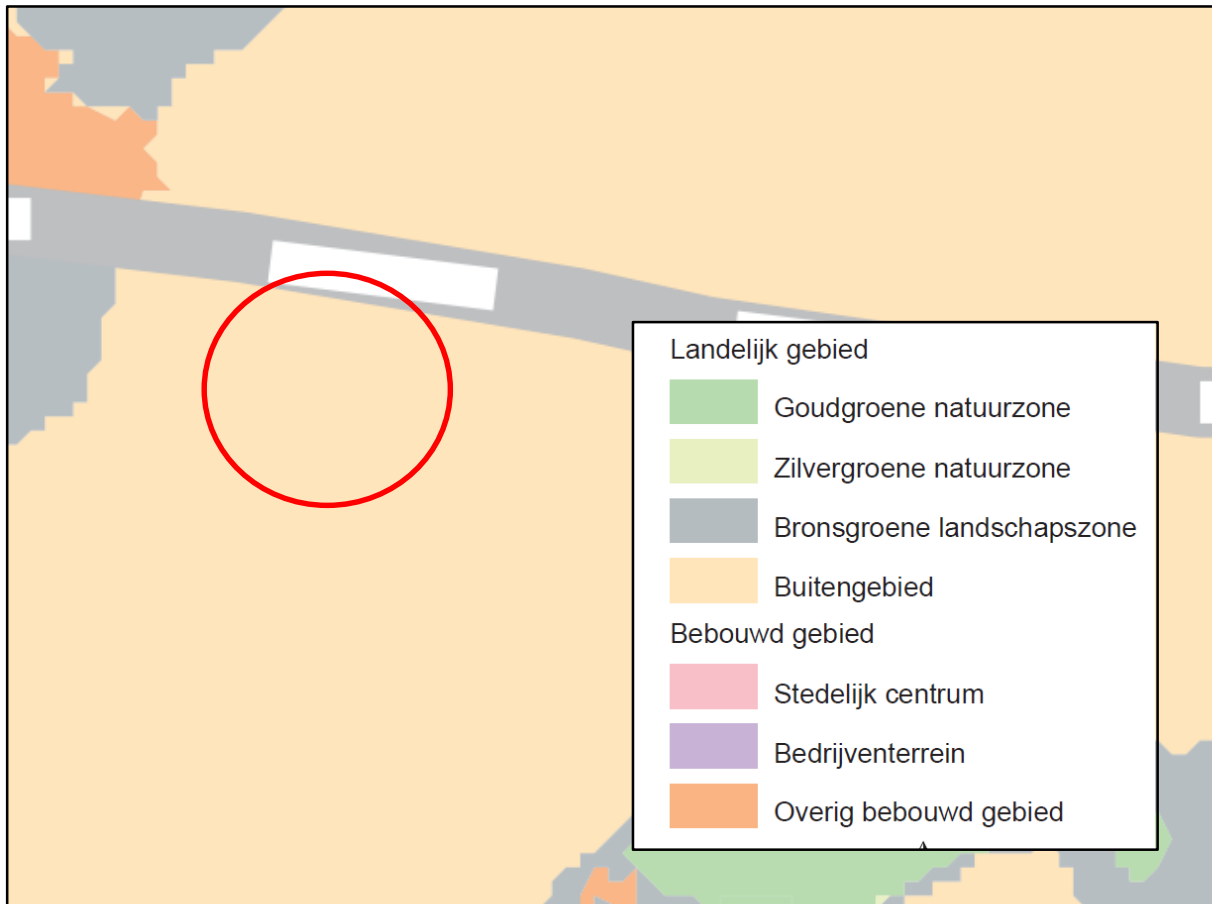 Landelijk gebied
Goudgroene natuurzone
Zilvergroene natuurzone
Bronsgroene landschapszone
Buitengebied
Bebouwd gebied
Stedelijk centrum
Bedrijventerrein
Overig bebouwd gebied